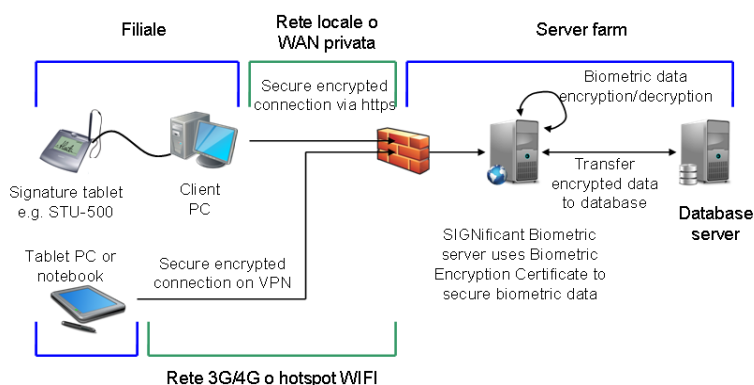 Filiale
Rete locale o
WAN privata
Server farm
Secure encrypted
connection via https
Biometric data
encryption/decryption
Signature tablet
e.g. STU-500
Client
PC
Transfer
encrypted data
to database
Database
server
Tablet PC or
notebook
Secure encrypted
connection on VPN
SIGNificant Biometric
server uses Biometric
Encryption Certificate to
secure biometric data
Rete 3G/4G o hotspot WIFI